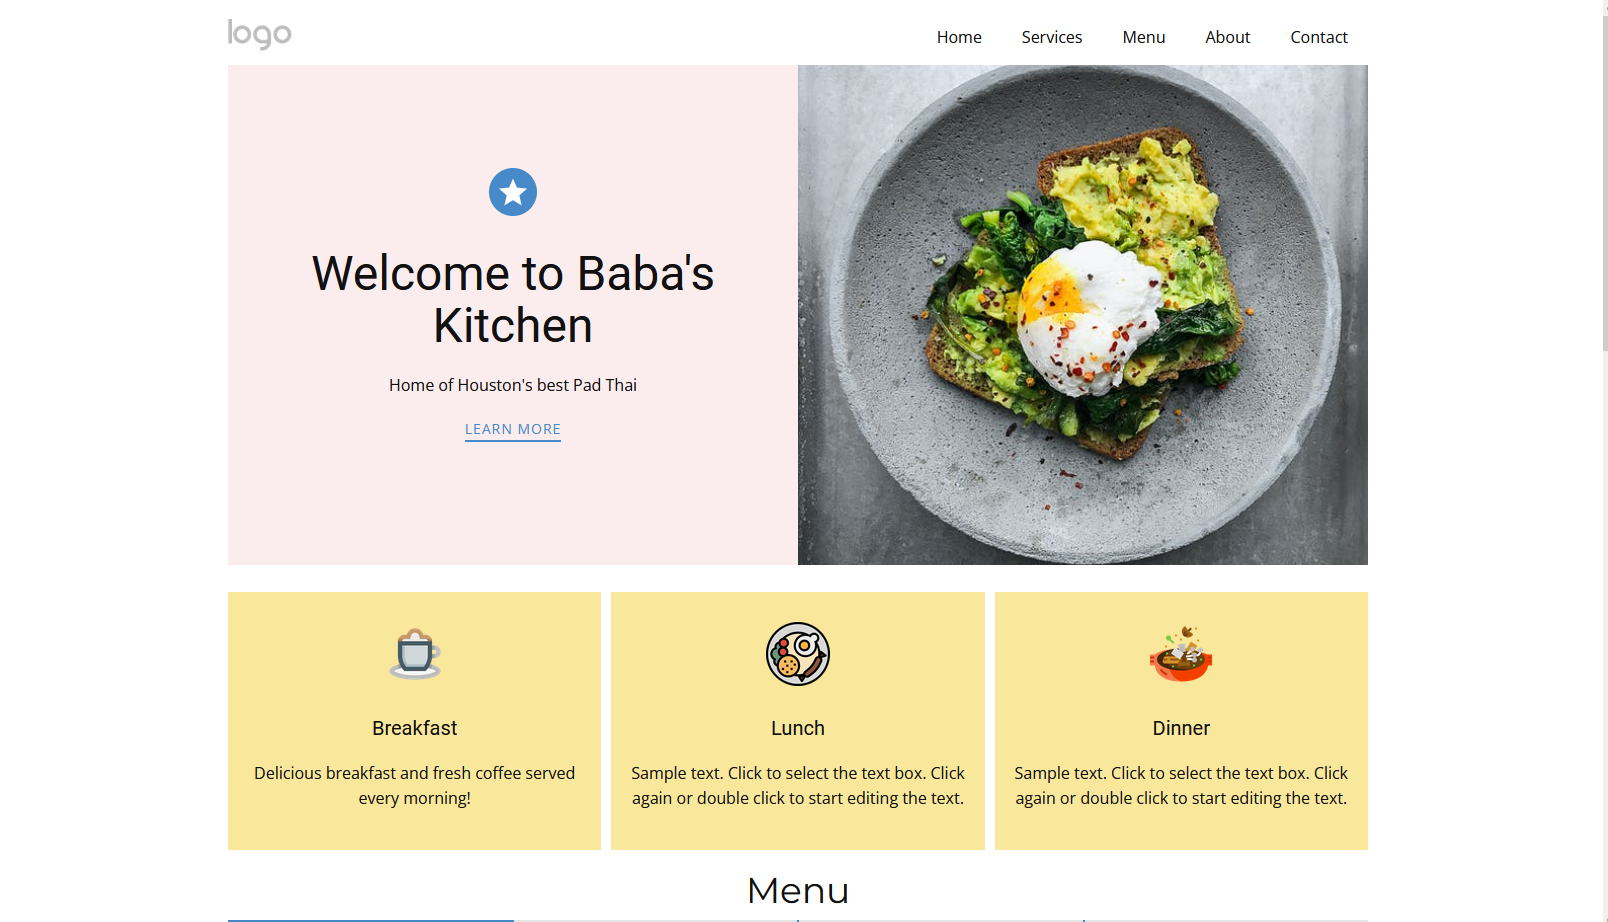 logo
Home Services Menu About Contact
Welcome to Baba's
Kitchen
Home of Houston's best Pad Thai
LEARN MORE
Breakfast
Delicious breakfast and fresh coffee served
every morning!
Lunch
Sample text. Click to select the text box. Click
again or double click to start editing the text.
Dinner
Sample text. Click to select the text box. Click
again or double click to start editing the text.
Menu